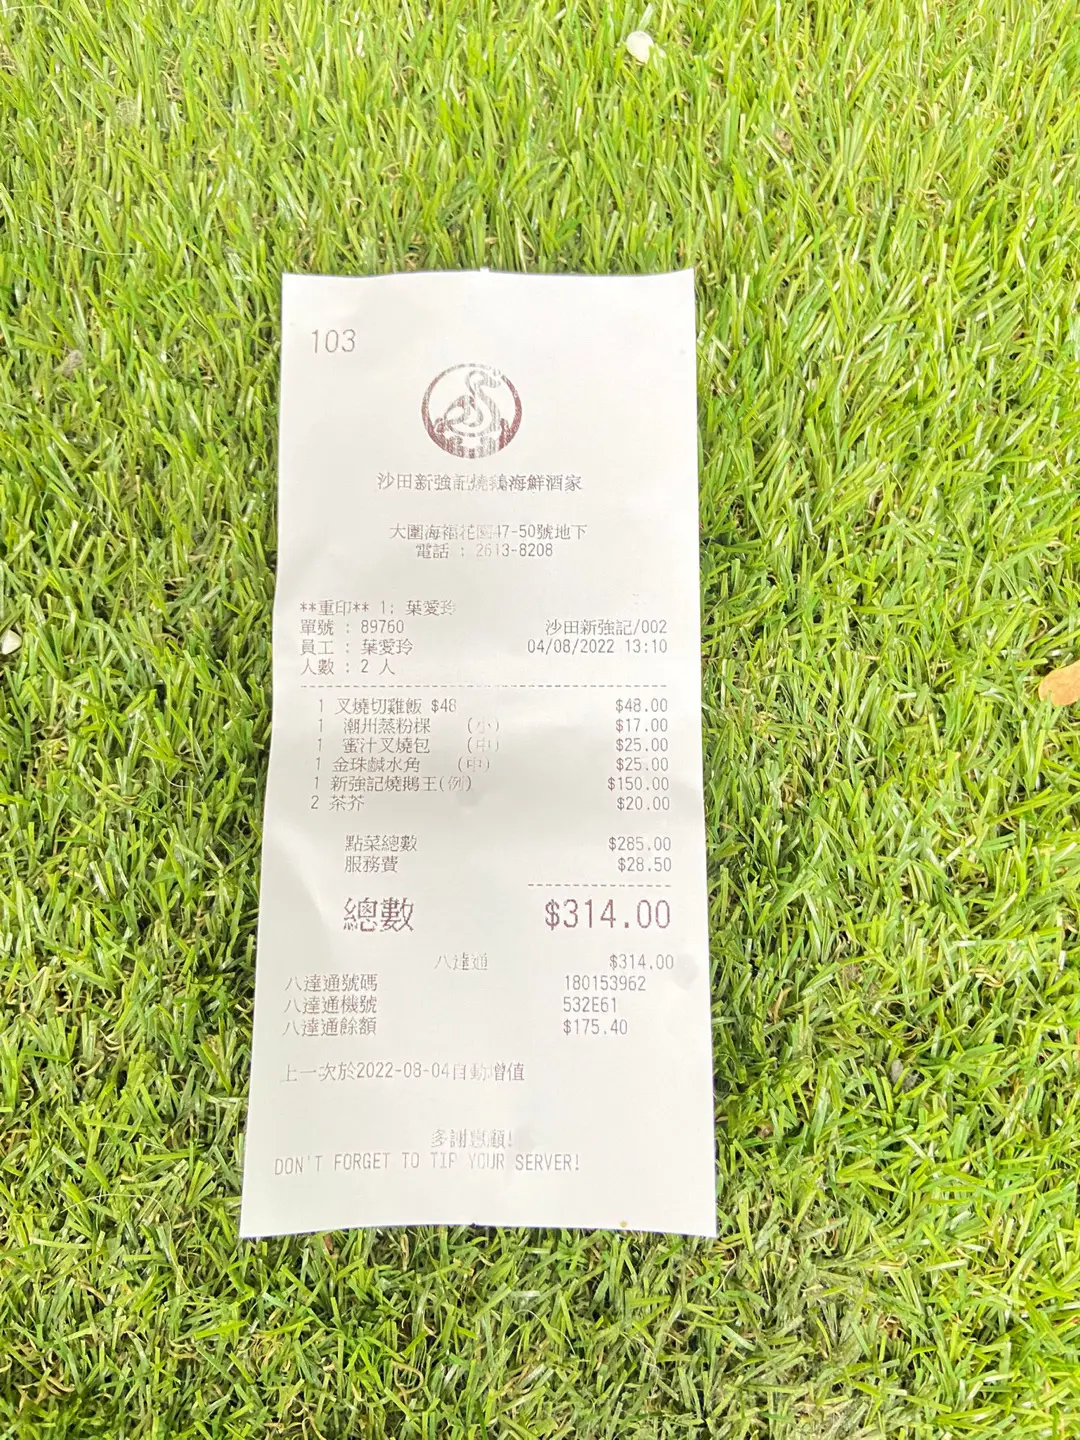 103
沙田新強記燒鵝海鮮酒家
大圍海福花園47-50號地下
電話 : 2613-8208
**重印** 1; 葉愛玲
單號 : 89760 沙田新強記/002
員工 : 葉愛玲 04/08/2022 13:10
人數 : 2 人
1 叉燒切雞飯 $48 $48.00
1 潮州蒸粉粿 (小) $17.00
1 蜜汁叉燒包 (中) $25.00
1 金珠鹹水角 (中) $25.00
1 新強記燒鵝王(例) $150.00
2 茶芥 $20.00
點菜總數 $285.00
服務費 $28.50
總數 $314.00
八達通 $314.00
八達通號碼 180153962
八達通機號 532E61
八達通餘額 $175.40
上一次於2022-08-04自動增值
多謝惠顧!
DON'T FORGET TO TIP YOUR SERVER!